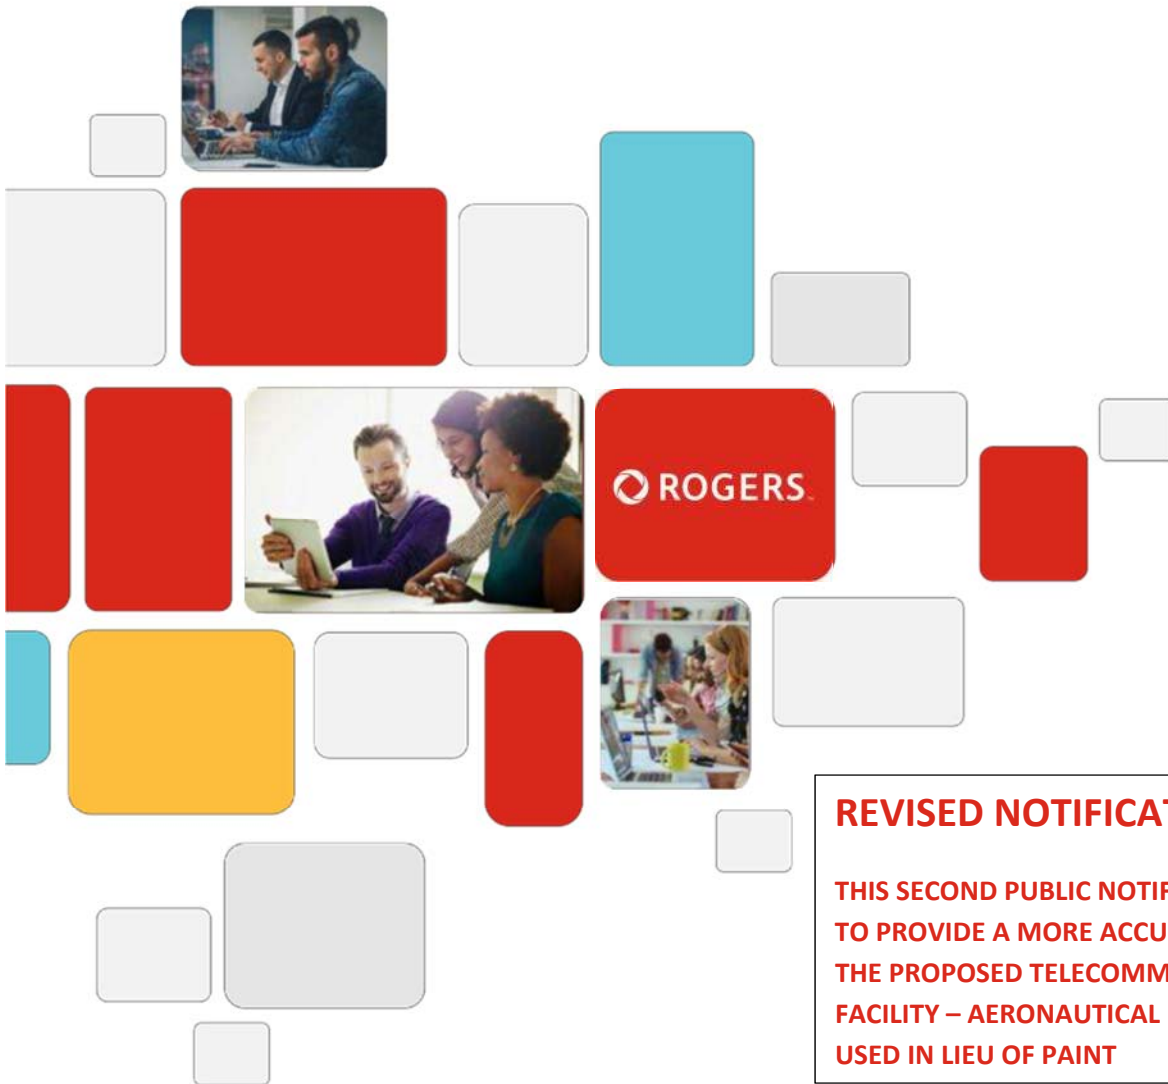 ROGERS
REVISED NOTIFICAT
THIS SECOND PUBLIC NOTIF
TO PROVIDE A MORE ACCU
THE PROPOSED TELECOMM
FACILITY – AERONAUTICAL
USED IN LIEU OF PAINT